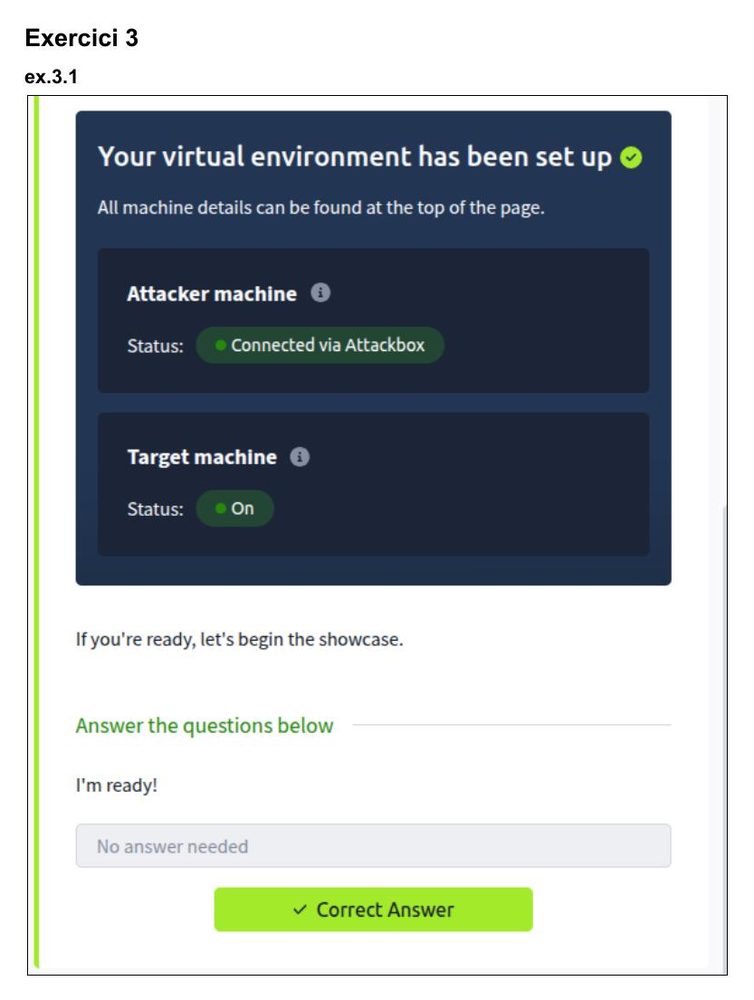 Exercici 3
ex.3.1
Your virtual environment has been set up
All machine details can be found at the top of the page.
Attacker machine
Status: Connected via Attackbox
Target machine
Status: On
If you're ready, let's begin the showcase.
Answer the questions below
I'm ready!
No answer needed
Correct Answer